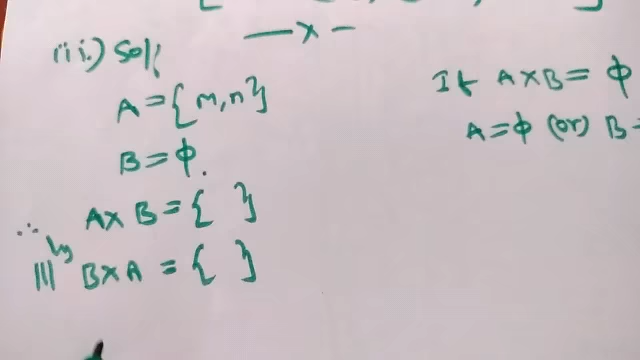 — x —
iii.) Sol;
A = {m, n}
B = ϕ.
∴ A x B = { }
|||ly B x A = { }
If A x B = ϕ
A = ϕ (or) B =